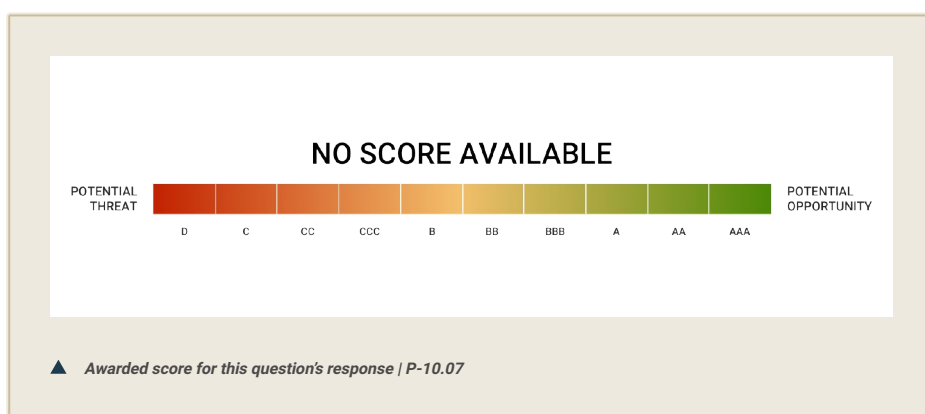 NO SCORE AVAILABLE
POTENTIAL
THREAT
POTENTIAL
OPPORTUNITY
D C CC CCC B BB BBB A AA AAA
Awarded score for this question's response | P-10.07